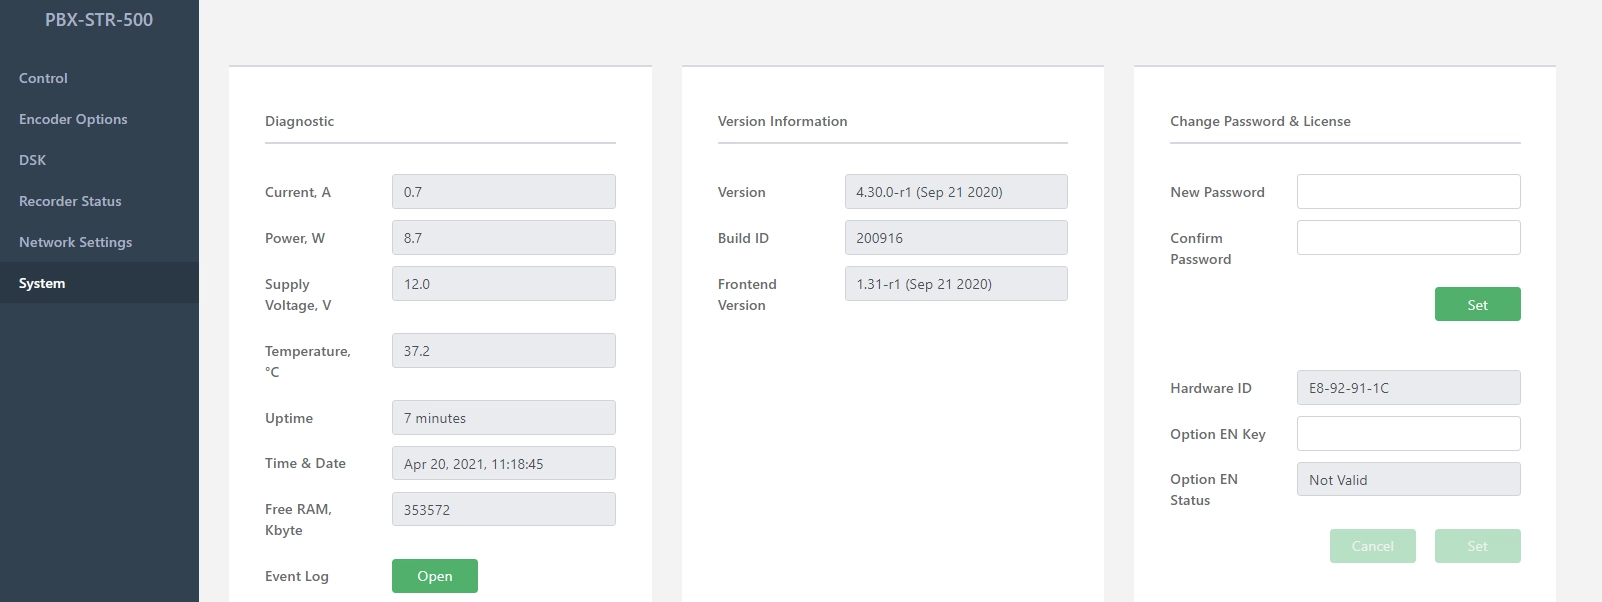 PBX-STR-500
Control
Encoder Options
DSK
Recorder Status
Network Settings
System
Diagnostic
Current, A 0.7
Power, W 8.7
Supply
Voltage, V
12.0
Temperature,
°C
37.2
Uptime 7 minutes
Time & Date Apr 20, 2021, 11:18:45
Free RAM,
Kbyte
353572
Event Log Open
Version Information
Version 4.30.0-r1 (Sep 21 2020)
Build ID 200916
Frontend
Version
1.31-r1 (Sep 21 2020)
Change Password & License
New Password
Confirm
Password
Set
Hardware ID E8-92-91-1C
Option EN Key
Option EN
Status
Not Valid
Cancel Set